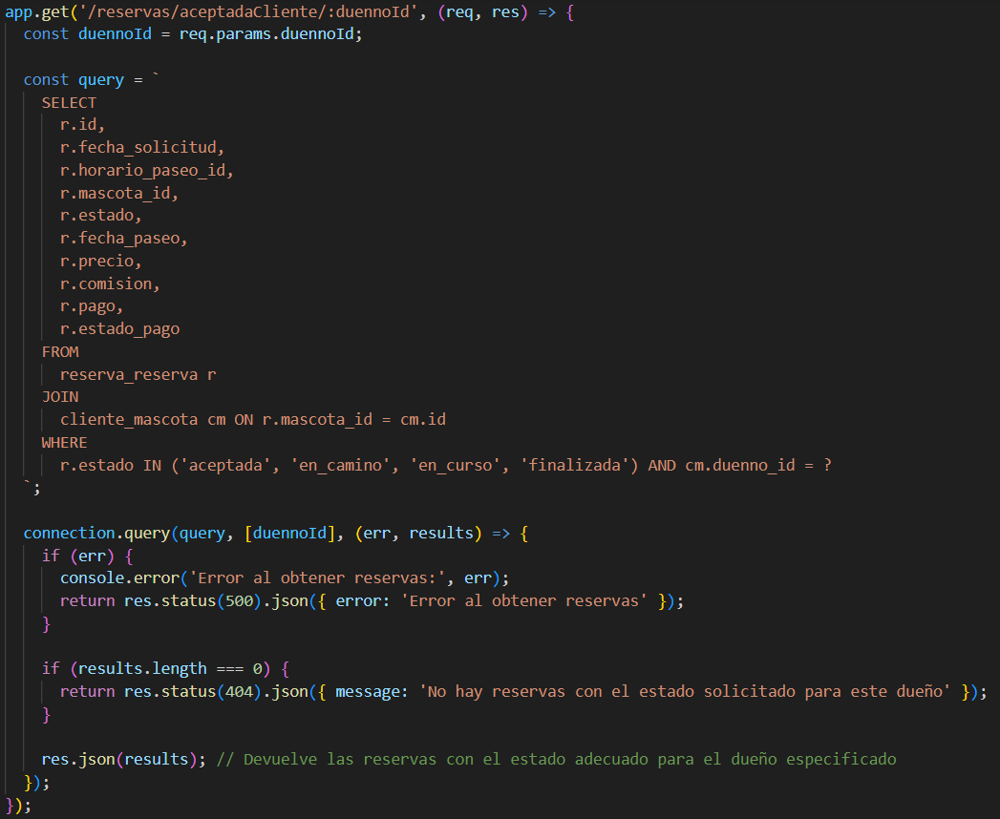 app.get('/reservas/aceptadaCliente/:duennoId', (req, res) => {
  const duennoId = req.params.duennoId;

  const query = `
    SELECT
      r.id,
      r.fecha_solicitud,
      r.horario_paseo_id,
      r.mascota_id,
      r.estado,
      r.fecha_paseo,
      r.precio,
      r.comision,
      r.pago,
      r.estado_pago
    FROM
      reserva_reserva r
    JOIN
      cliente_mascota cm ON r.mascota_id = cm.id
    WHERE
      r.estado IN ('aceptada', 'en_camino', 'en_curso', 'finalizada') AND cm.duenno_id = ?
  `;

  connection.query(query, [duennoId], (err, results) => {
    if (err) {
      console.error('Error al obtener reservas:', err);
      return res.status(500).json({ error: 'Error al obtener reservas' });
    }

    if (results.length === 0) {
      return res.status(404).json({ message: 'No hay reservas con el estado solicitado para este dueño' });
    }

    res.json(results); // Devuelve las reservas con el estado adecuado para el dueño especificado
  });
});